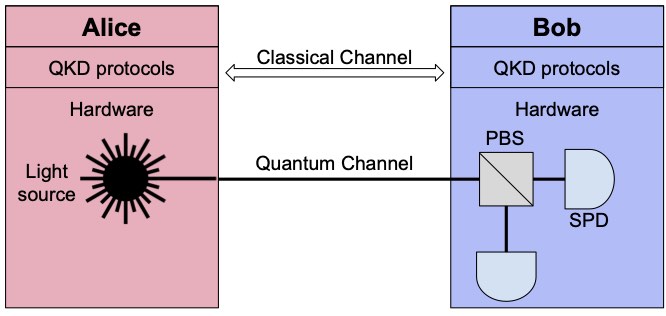 Alice
QKD protocols
Hardware
Light
source
Classical Channel
Quantum Channel
Bob
QKD protocols
Hardware
PBS
SPD